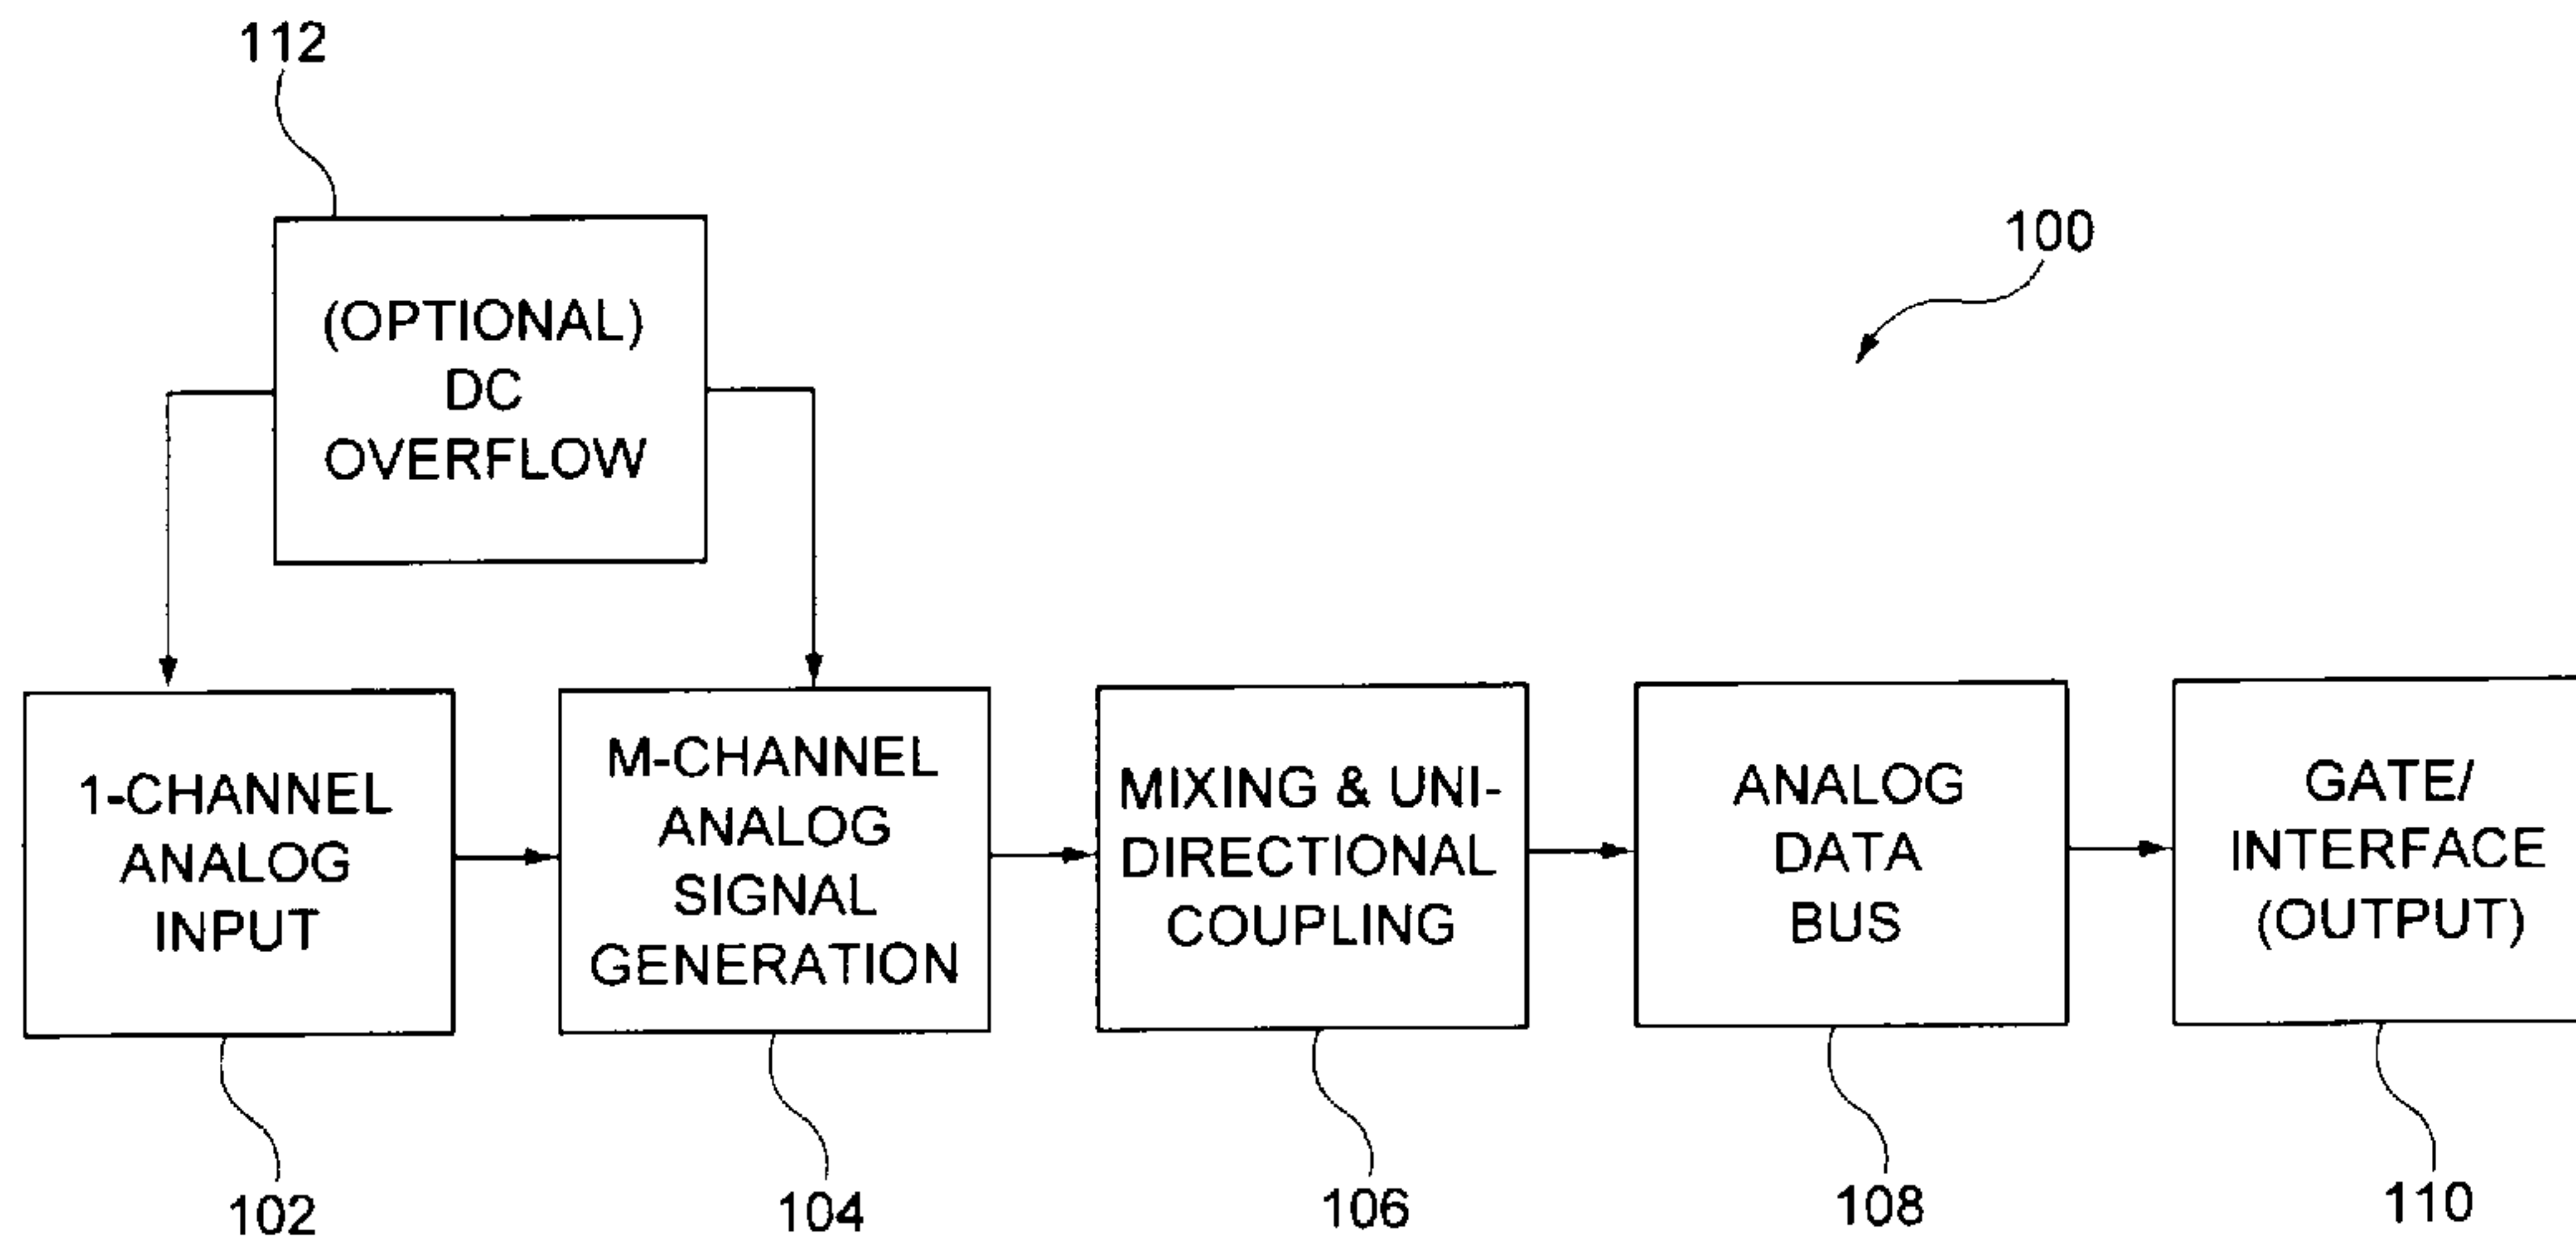 112
100
(OPTIONAL)
DC
OVERFLOW
1-CHANNEL
ANALOG
INPUT
M-CHANNEL
ANALOG
SIGNAL
GENERATION
MIXING & UNI-
DIRECTIONAL
COUPLING
ANALOG
DATA
BUS
GATE/
INTERFACE
(OUTPUT)
102
104
106
108
110